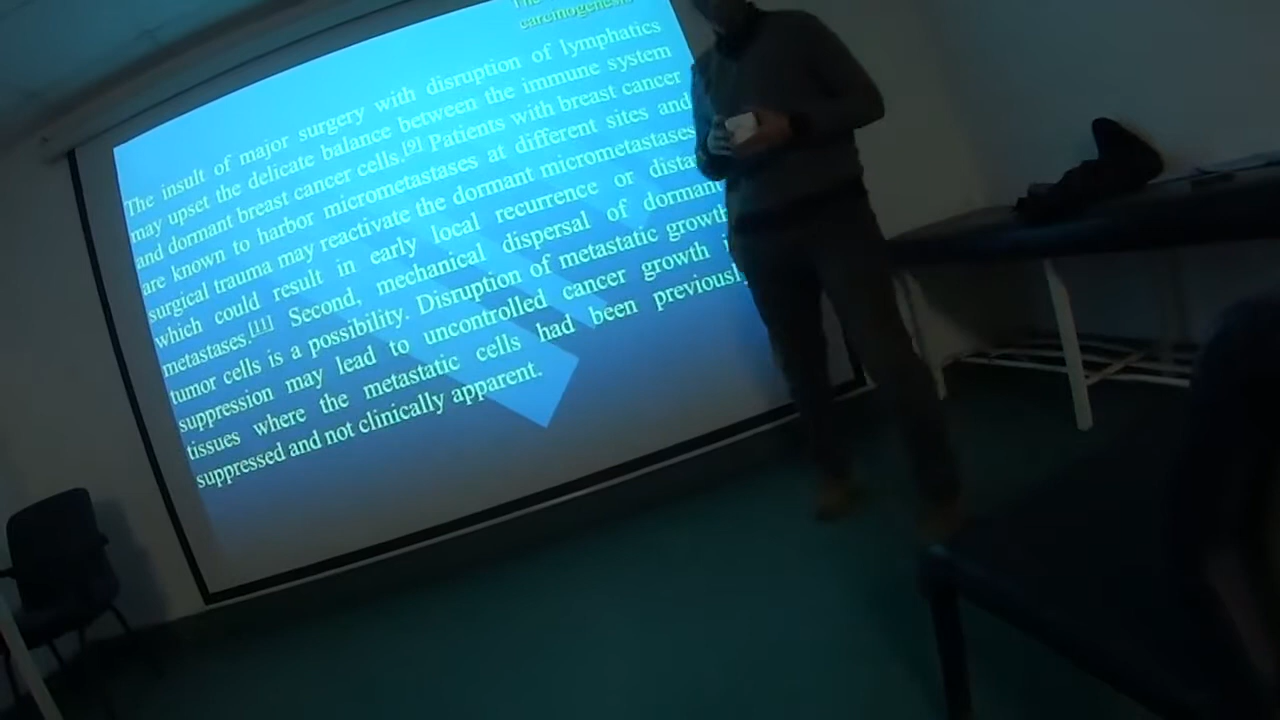 The
carcinogenesis
The insult of major surgery with disruption of lymphatics
may upset the delicate balance between the immune system
and dormant breast cancer cells.[9] Patients with breast cancer
are known to harbor micrometastases at different sites and
surgical trauma may reactivate the dormant micrometastases
which could result in early local recurrence or
metastases.[11] Second, mechanical dispersal of dormant
tumor cells is a possibility. Disruption of metastatic growth
suppression may lead to uncontrolled cancer growth
tissues where the metastatic cells had been previously
suppressed and not clinically apparent.